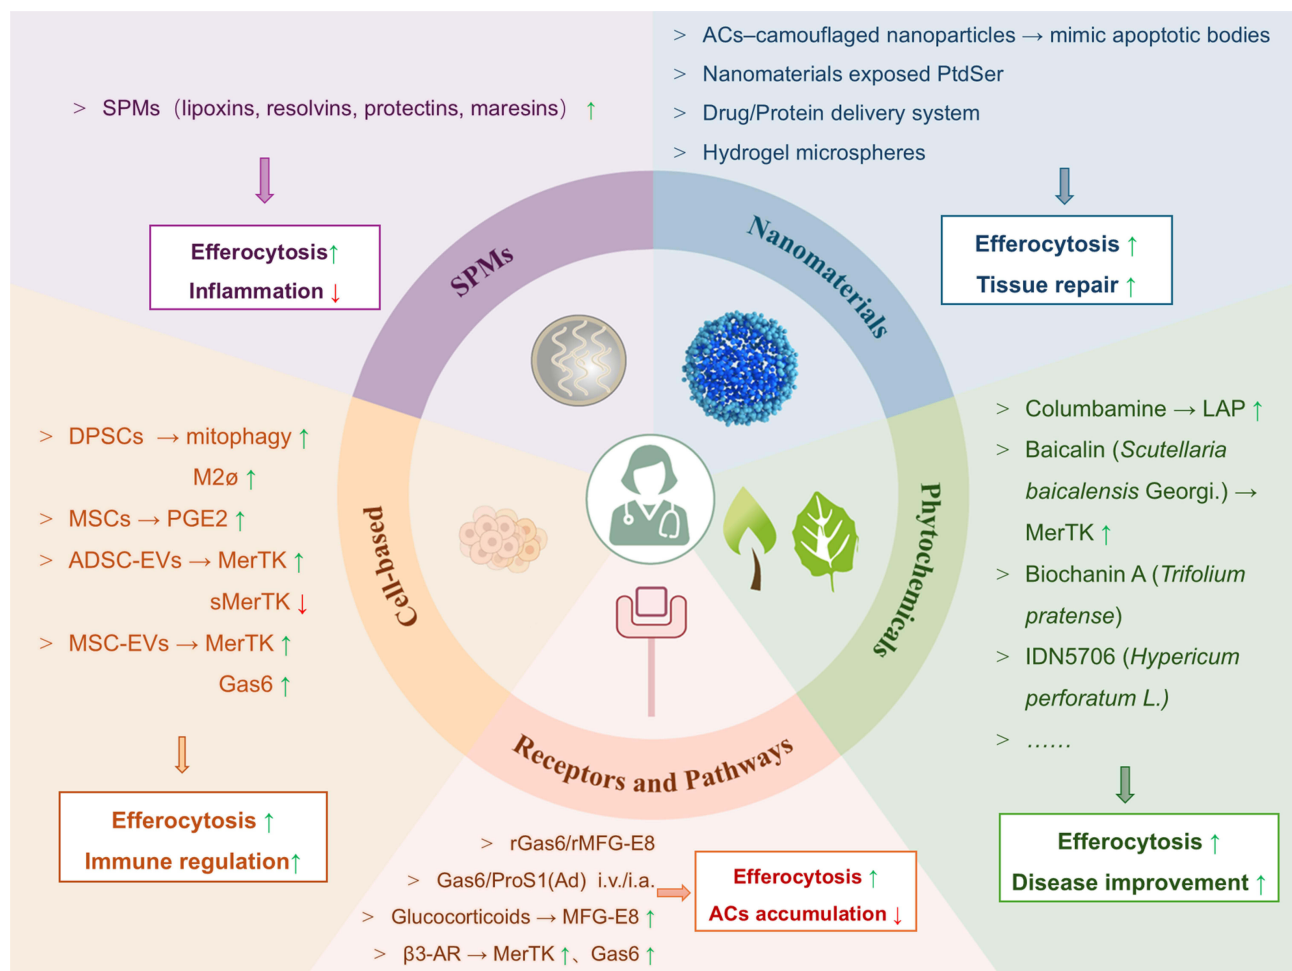 > SPMs（lipoxins, resolvins, protectins, maresins） ↑
Efferocytosis↑
Inflammation ↓
> ACs–camouflaged nanoparticles → mimic apoptotic bodies
> Nanomaterials exposed PtdSer
> Drug/Protein delivery system
> Hydrogel microspheres
Efferocytosis ↑
Tissue repair ↑
SPMs
Nanomaterials
Phytochemicals
Receptors and Pathways
Cell-based
> DPSCs → mitophagy ↑
M2ø ↑
> MSCs → PGE2 ↑
> ADSC-EVs → MerTK ↑
sMerTK ↓
> MSC-EVs → MerTK ↑
Gas6 ↑
Efferocytosis ↑
Immune regulation↑
> Columbamine → LAP ↑
> Baicalin (Scutellaria
baicalensis Georgi.) →
MerTK ↑
> Biochanin A (Trifolium
pratense)
> IDN5706 (Hypericum
perforatum L.)
> ……
Efferocytosis ↑
Disease improvement ↑
> rGas6/rMFG-E8
> Gas6/ProS1(Ad) i.v./i.a.
> Glucocorticoids → MFG-E8 ↑
> β3-AR → MerTK ↑、Gas6 ↑
Efferocytosis ↑
ACs accumulation ↓